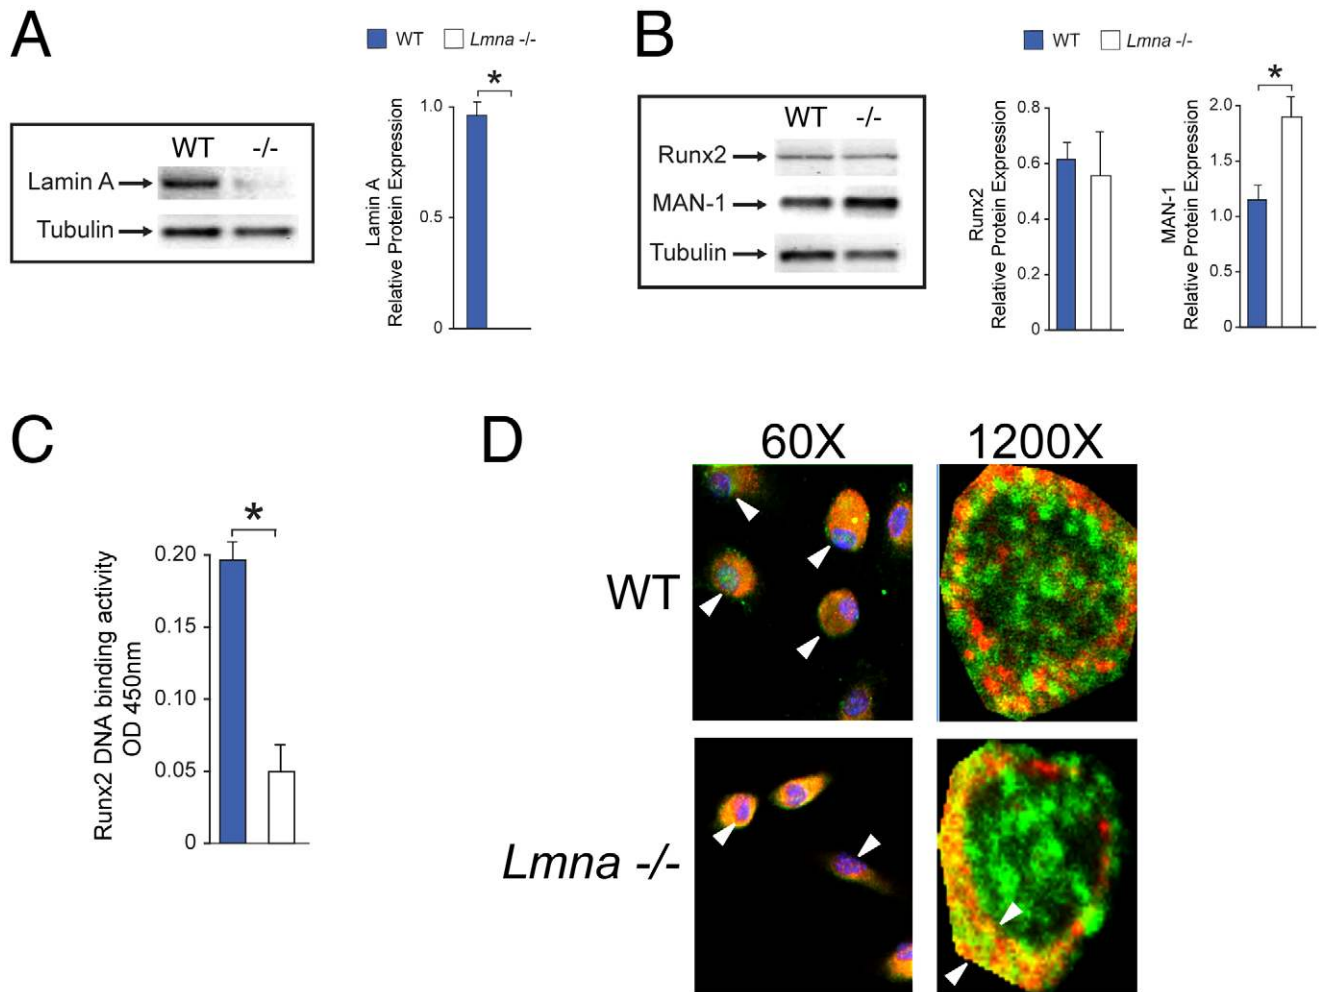 A
WT Lmna -/-
WT -/-
Lamin A
Tubulin
Lamin A
Relative Protein Expression
1.0
0.5
0
*
B
WT Lmna -/-
WT -/-
Runx2
MAN-1
Tubulin
Runx2
Relative Protein Expression
0.8
0.6
0.4
0.2
0
MAN-1
Relative Protein Expression
2.0
1.5
1.0
0.5
0
*
C
Runx2 DNA binding activity
OD 450nm
0.20
0.15
0.10
0.05
0
*
D
60X 1200X
WT
Lmna -/-